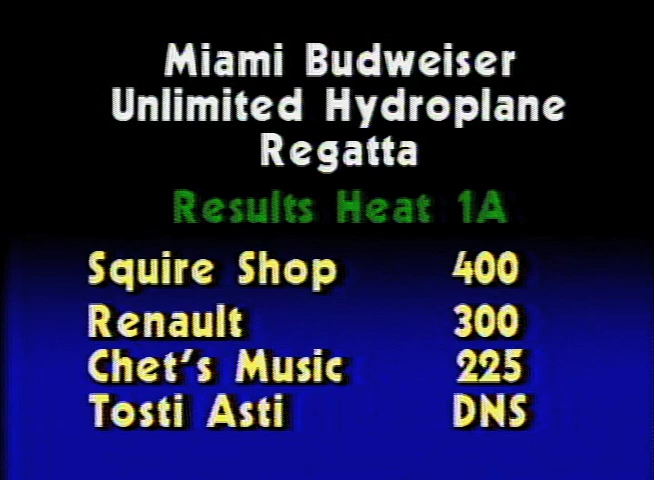 Miami Budweiser
Unlimited Hydroplane
Regatta
Results Heat 1A
Squire Shop 400
Renault 300
Chet's Music 225
Tosti Asti DNS